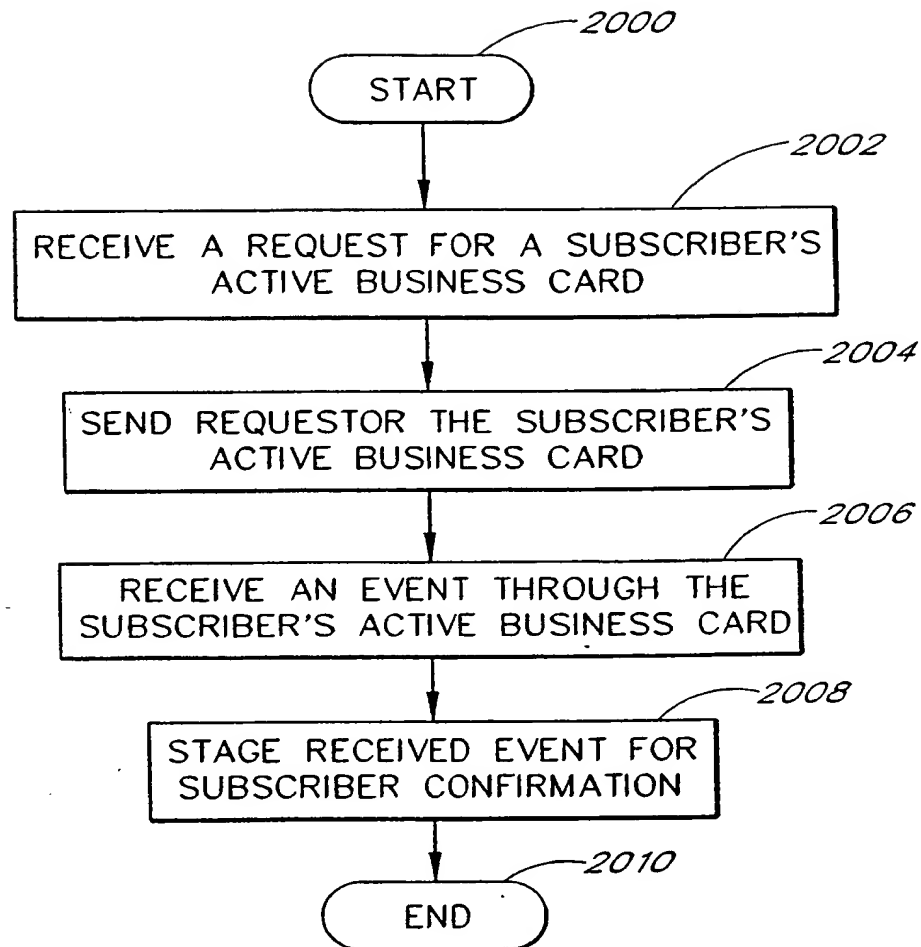 2000
START
2002
RECEIVE A REQUEST FOR A SUBSCRIBER'S
ACTIVE BUSINESS CARD
2004
SEND REQUESTOR THE SUBSCRIBER'S
ACTIVE BUSINESS CARD
2006
RECEIVE AN EVENT THROUGH THE
SUBSCRIBER'S ACTIVE BUSINESS CARD
2008
STAGE RECEIVED EVENT FOR
SUBSCRIBER CONFIRMATION
2010
END